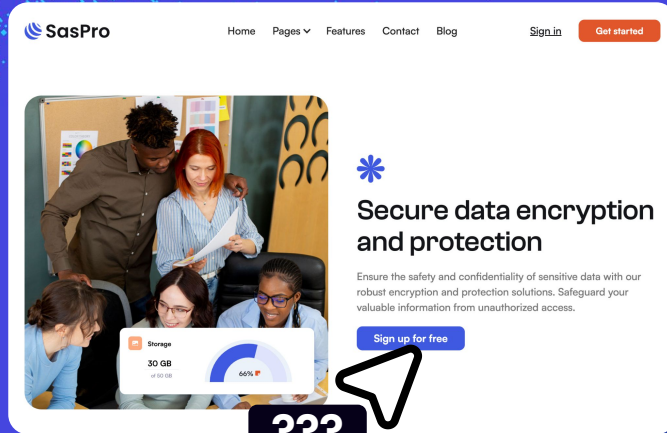 SasPro
Home Pages Features Contact Blog Sign in Get started
Secure data encryption
and protection
Ensure the safety and confidentiality of sensitive data with our
robust encryption and protection solutions. Safeguard your
valuable information from unauthorized access.
Sign up for free
Storage
30 GB
of 50 GB
66%
???